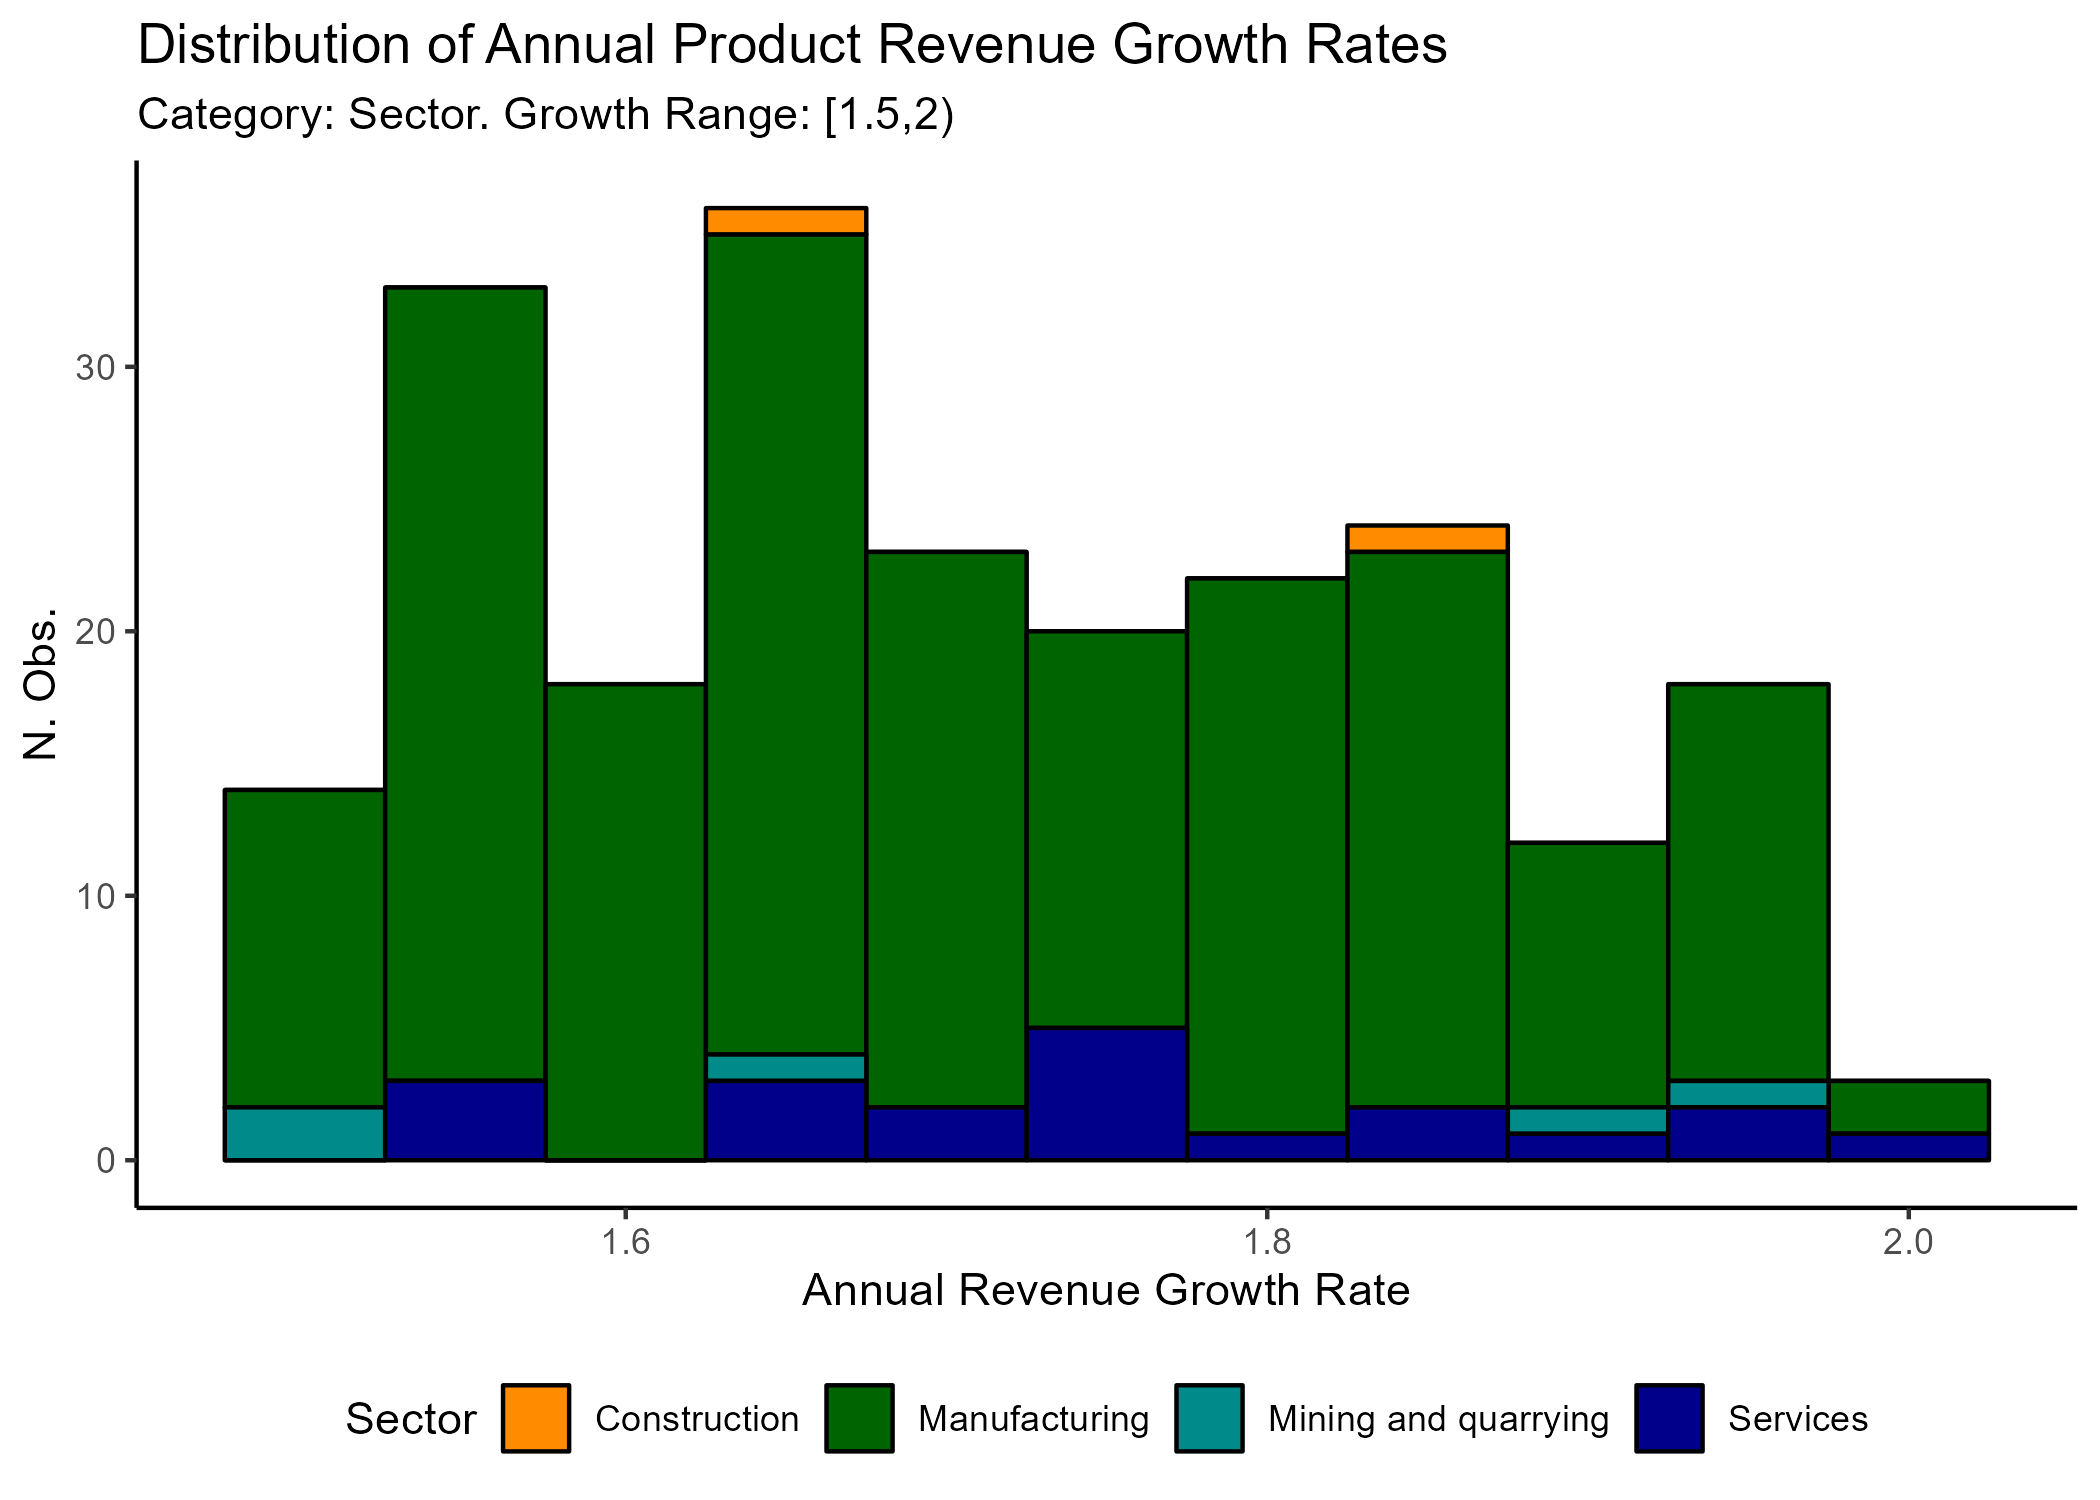 Distribution of Annual Product Revenue Growth Rates
Category: Sector. Growth Range: [1.5,2)
N. Obs.
30
20
10
0
1.6 1.8 2.0
Annual Revenue Growth Rate
Sector Construction Manufacturing Mining and quarrying Services